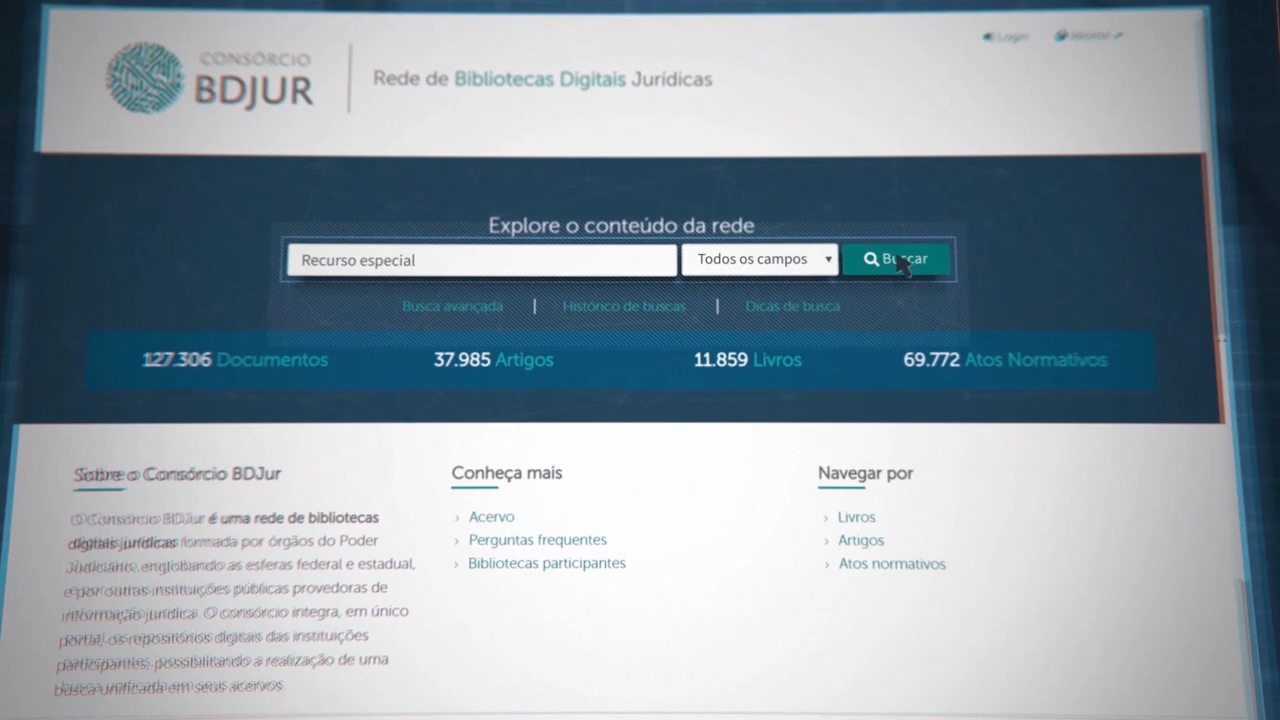 CONSÓRCIO
BDJUR
Rede de Bibliotecas Digitais Jurídicas
Login
Explore o conteúdo da rede
Recurso especial
Todos os campos
Buscar
Busca avançada | Histórico de buscas | Dicas de busca
127.306 Documentos
37.985 Artigos
11.859 Livros
69.772 Atos Normativos
Sobre o Consórcio BDJur
O Consórcio BDJur é uma rede de bibliotecas
digitais jurídicas formada por órgãos do Poder
Judiciário, englobando as esferas federal e estadual,
e por outras instituições públicas provedoras de
informação jurídica. O consórcio integra, em único
portal, os repositórios digitais das instituições
participantes, possibilitando a realização de uma
busca unificada em seus acervos.
Conheça mais
Acervo
Perguntas frequentes
Bibliotecas participantes
Navegar por
Livros
Artigos
Atos normativos